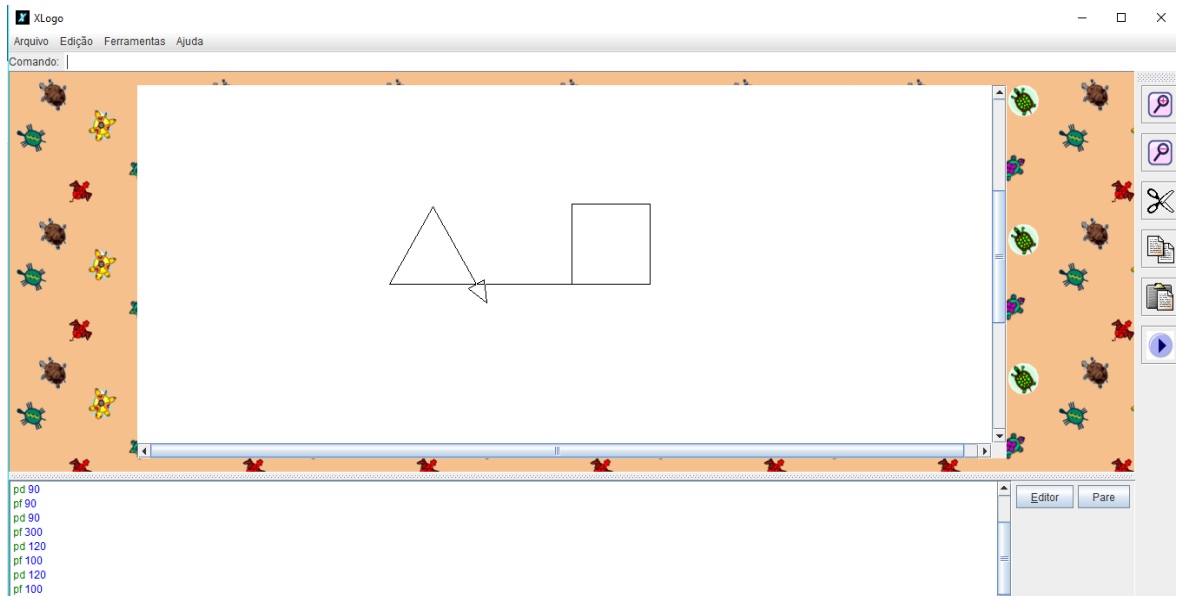 XLogo
Arquivo Edição Ferramentas Ajuda
Comando:
pd 90
pf 90
pd 90
pf 300
pd 120
pf 100
pd 120
pf 100
Editor Pare